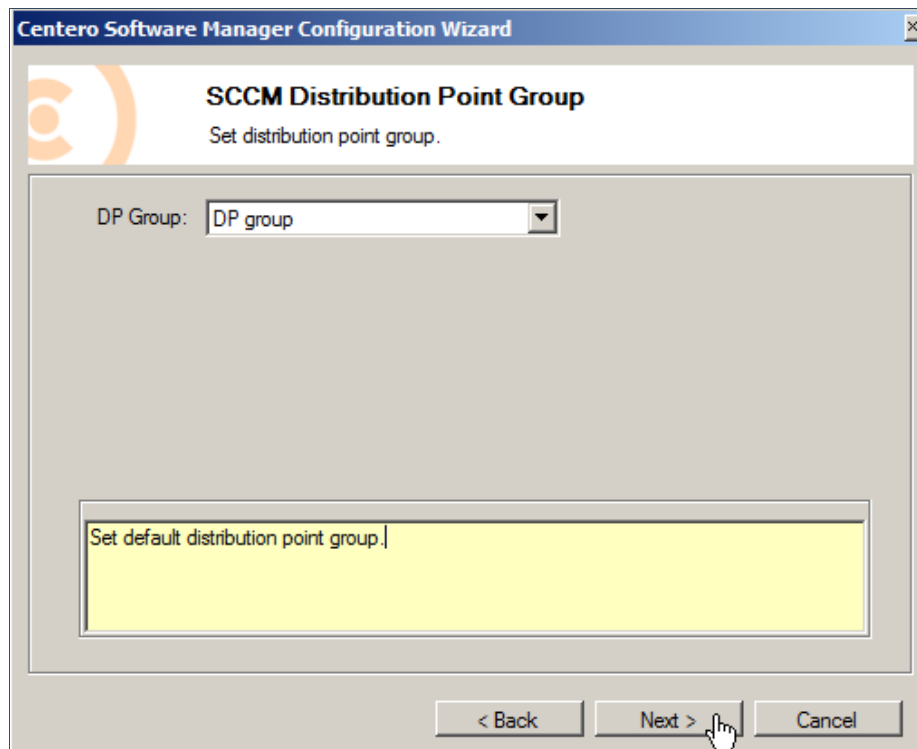 Centero Software Manager Configuration Wizard
SCCM Distribution Point Group
Set distribution point group.
DP Group: DP group
Set default distribution point group.
< Back Next > Cancel